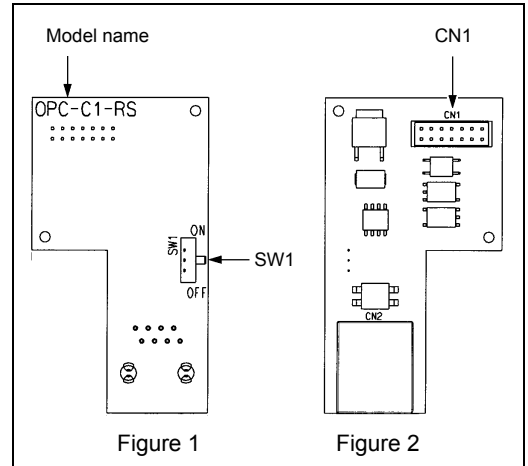 Model name
CN1
OPC-C1-RS
CN1
ON
SW1
SW1
OFF
CN2
Figure 1
Figure 2